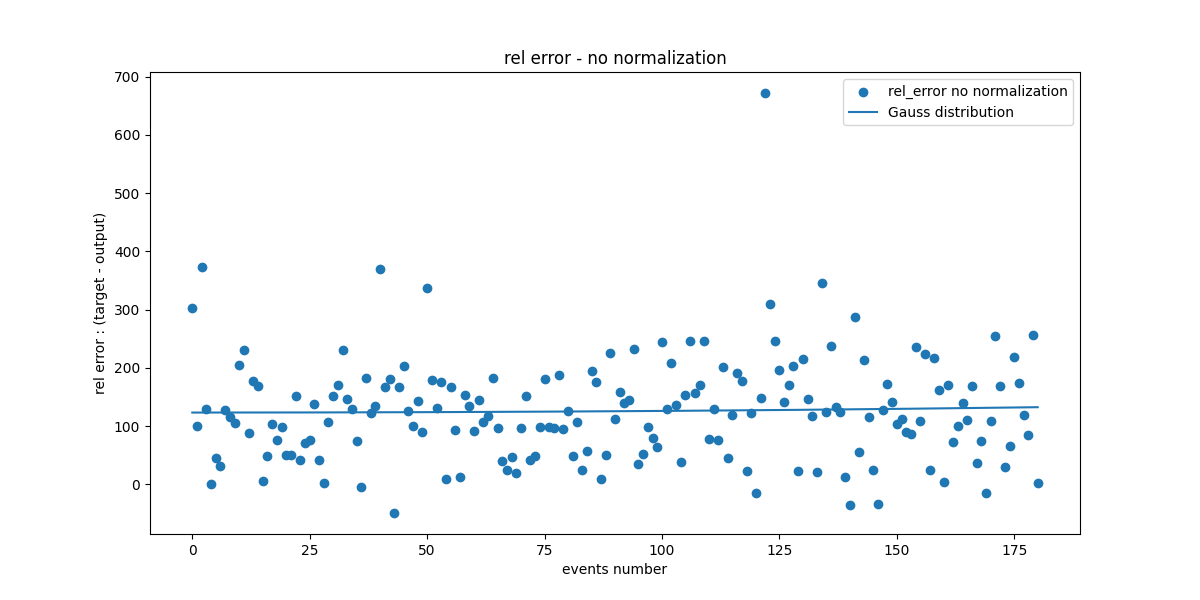 rel error - no normalization
rel_error no normalization
Gauss distribution
rel error : (target - output)
700
600
500
400
300
200
100
0
0 25 50 75 100 125 150 175
events number